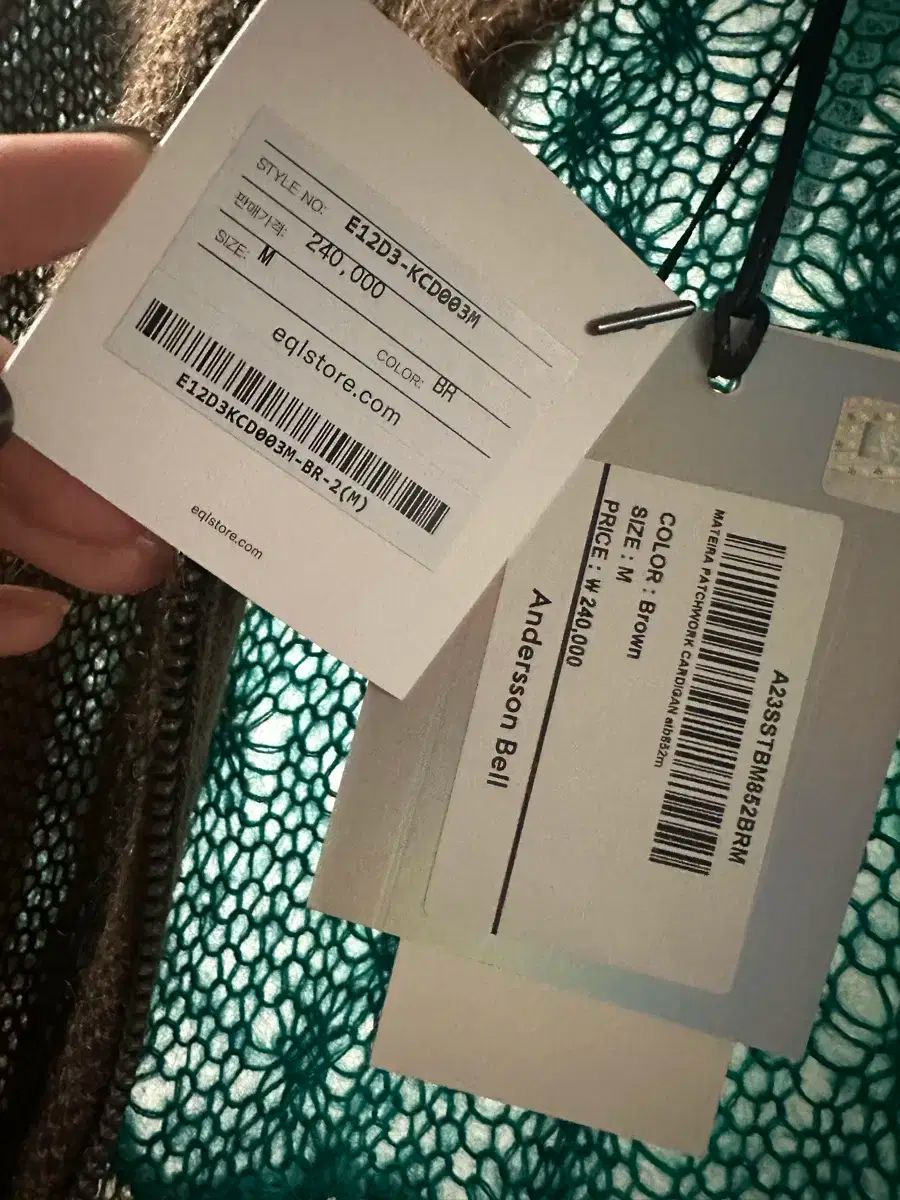 STYLE NO: E12D3-KCD003M
판매가격: 240,000
SIZE: M COLOR: BR
eqlstore.com
E12D3KCD003M-BR-2(M)
eqlstore.com
A23SSTBM852BRM
MATEIRA PATCHWORK CARDIGAN atb852m
COLOR : Brown
SIZE : M
PRICE : ₩ 240,000
Andersson Bell